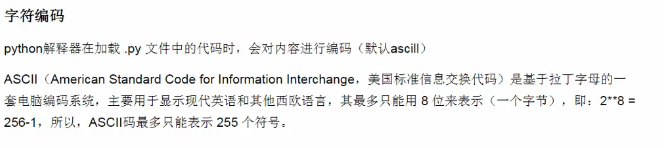 字符编码
python解释器在加载 .py 文件中的代码时，会对内容进行编码（默认ascill）
ASCII（American Standard Code for Information Interchange，美国标准信息交换代码）是基于拉丁字母的一
套电脑编码系统，主要用于显示现代英语和其他西欧语言，其最多只能用 8 位来表示（一个字节），即：2**8 =
256-1，所以，ASCII码最多只能表示 255 个符号。